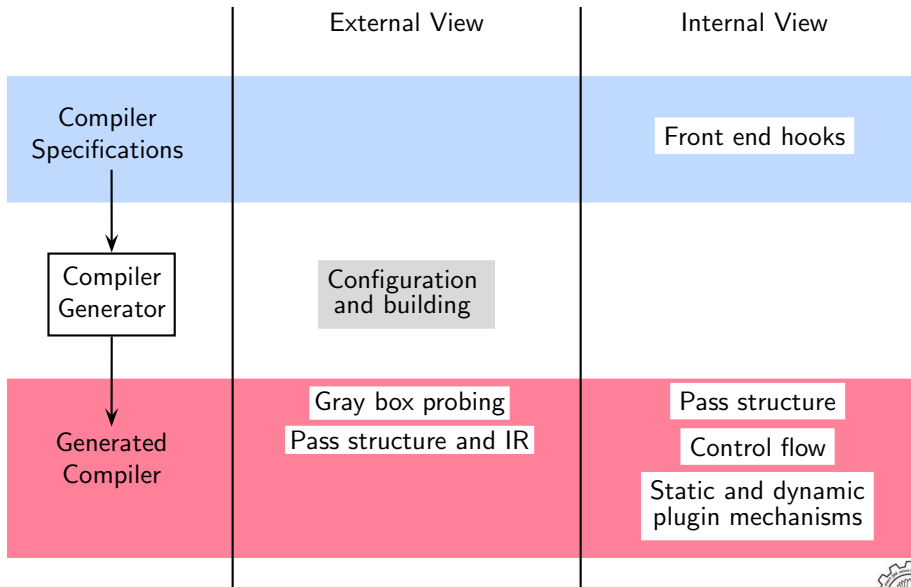 External View
Internal View
Compiler
Specifications
Front end hooks
Compiler
Generator
Configuration
and building
Gray box probing
Pass structure and IR
Pass structure
Control flow
Static and dynamic
plugin mechanisms
Generated
Compiler